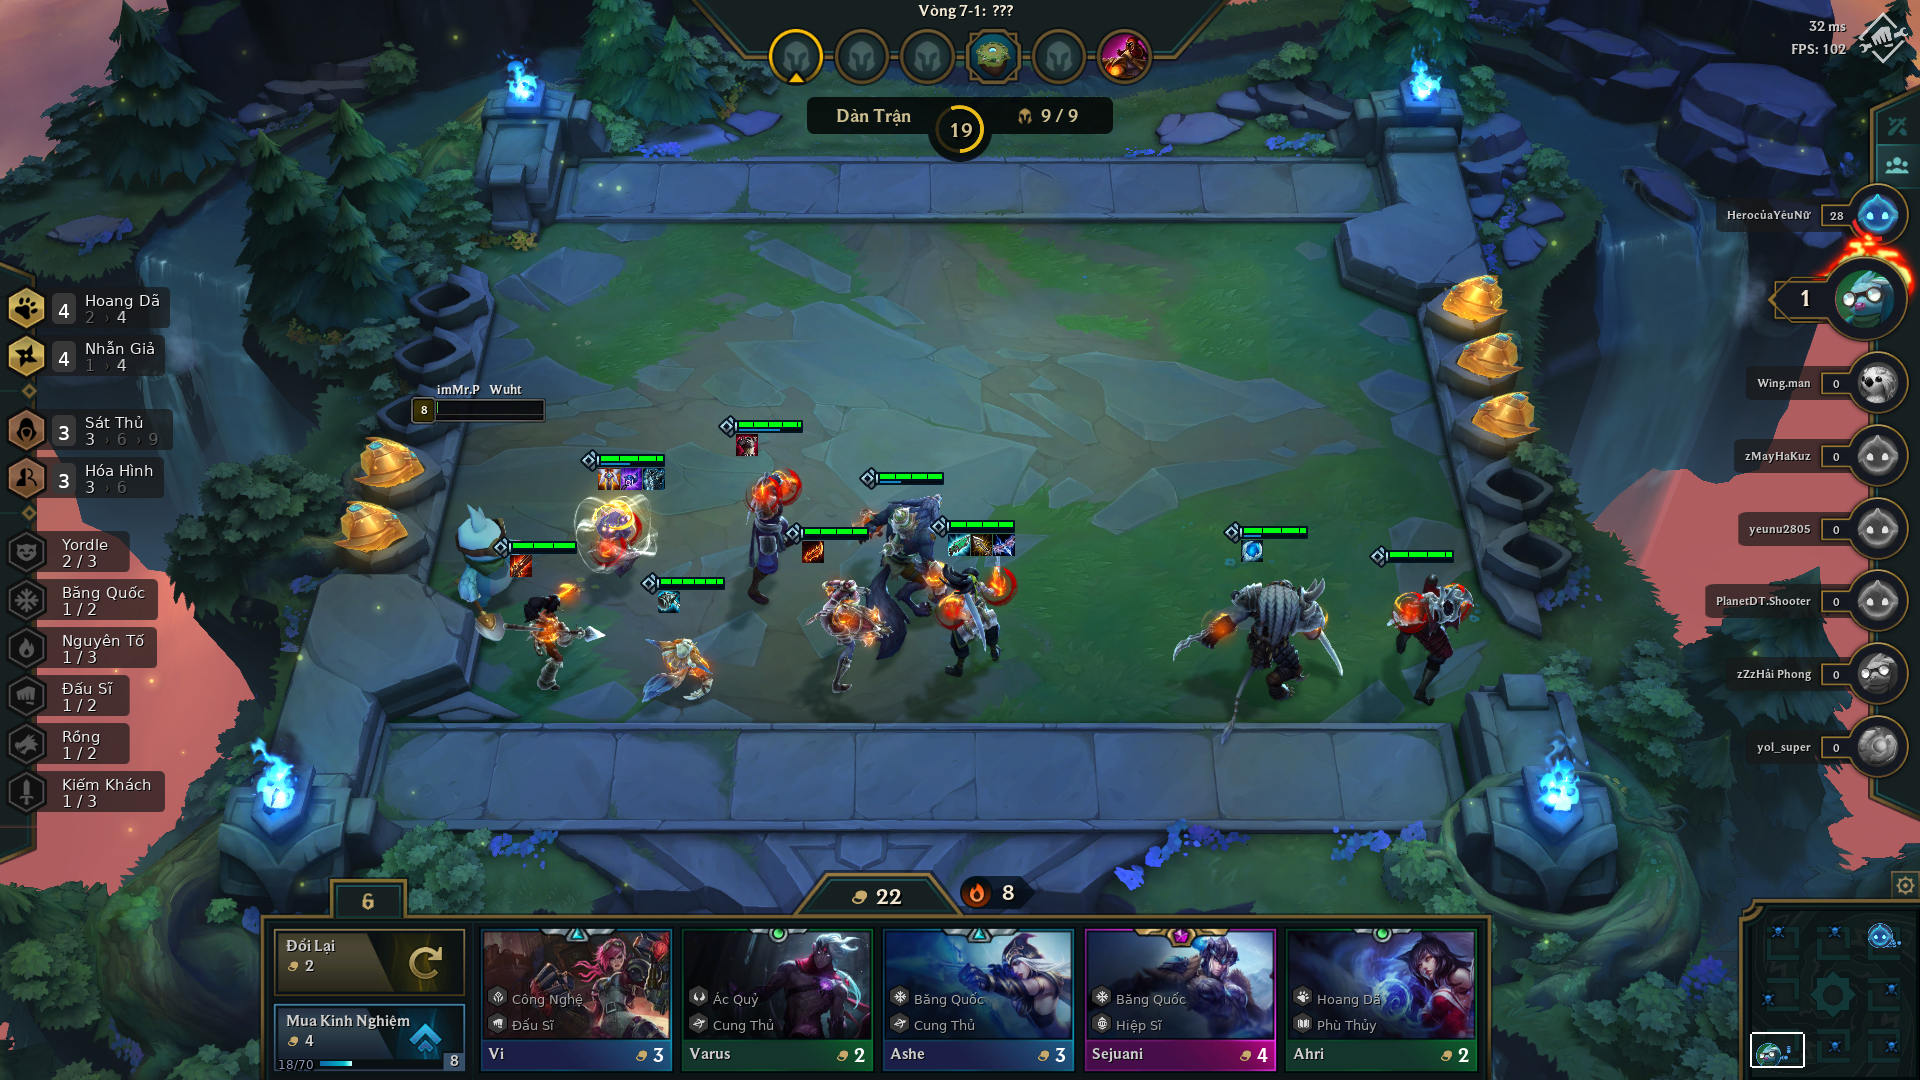 Vòng 7-1: ???
32 ms
FPS: 102
Dàn Trận
19
9 / 9
HerocủaYêuNữ
28
1
Wing.man
0
zMayHaKuz
0
yeunu2805
0
PlanetDT.Shooter
0
zZzHải Phong
0
yol_super
0
4
Hoang Dã
2 › 4
4
Nhẫn Giả
1 › 4
3
Sát Thủ
3 › 6 › 9
3
Hóa Hình
3 › 6
Yordle
2 / 3
Băng Quốc
1 / 2
Nguyên Tố
1 / 3
Đấu Sĩ
1 / 2
Rồng
1 / 2
Kiếm Khách
1 / 3
imMr.P Wuht
8
6
22
8
Đổi Lại
2
Mua Kinh Nghiệm
4
18/70
8
Công Nghệ
Đấu Sĩ
Vi
3
Ác Quỷ
Cung Thủ
Varus
2
Băng Quốc
Cung Thủ
Ashe
3
Băng Quốc
Hiệp Sĩ
Sejuani
4
Hoang Dã
Phù Thủy
Ahri
2